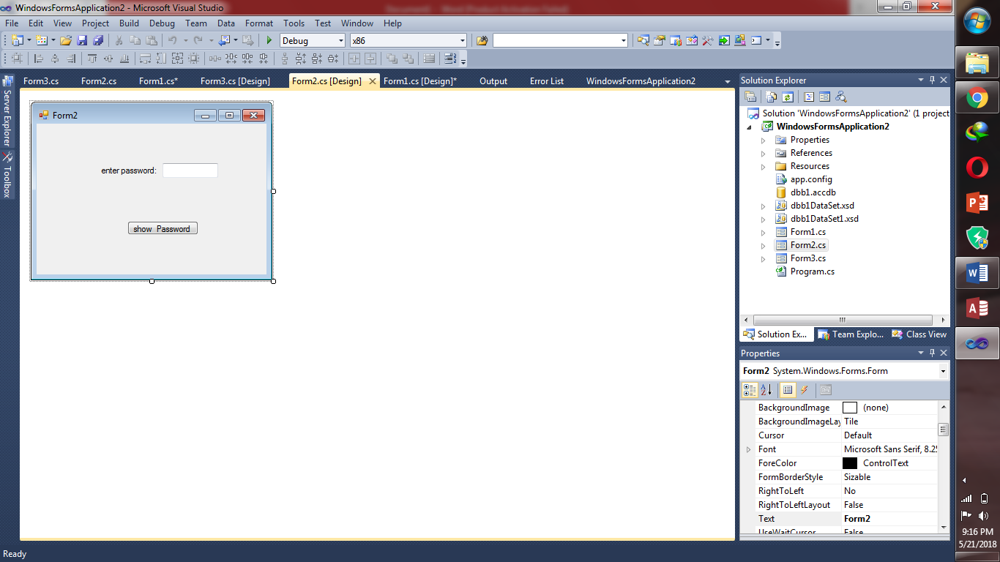 WindowsFormsApplication2 - Microsoft Visual Studio
File Edit View Project Build Debug Team Data Format Tools Test Window Help
Debug x86
Form3.cs Form2.cs Form1.cs* Form3.cs [Design] Form2.cs [Design] Form1.cs [Design]* Output Error List WindowsFormsApplication2
Server Explorer
Toolbox
Form2
enter password:
show Password
Solution Explorer
Solution 'WindowsFormsApplication2' (1 project
WindowsFormsApplication2
Properties
References
Resources
app.config
dbb1.accdb
dbb1DataSet.xsd
dbb1DataSet1.xsd
Form1.cs
Form2.cs
Form3.cs
Program.cs
Solution Ex... Team Explo... Class View
Properties
Form2 System.Windows.Forms.Form
BackgroundImage (none)
BackgroundImageLay Tile
Cursor Default
Font Microsoft Sans Serif, 8.25
ForeColor ControlText
FormBorderStyle Sizable
RightToLeft No
RightToLeftLayout False
Text Form2
UseWaitCursor False
Ready
9:16 PM
5/21/2018